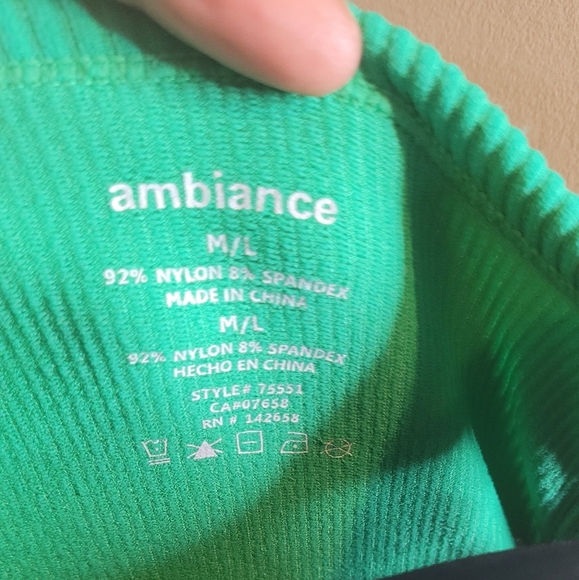 ambiance
M/L
92% NYLON 8% SPANDEX
MADE IN CHINA
M/L
92% NYLON 8% SPANDEX
HECHO EN CHINA
STYLE# 75551
CA#07658
RN # 142658